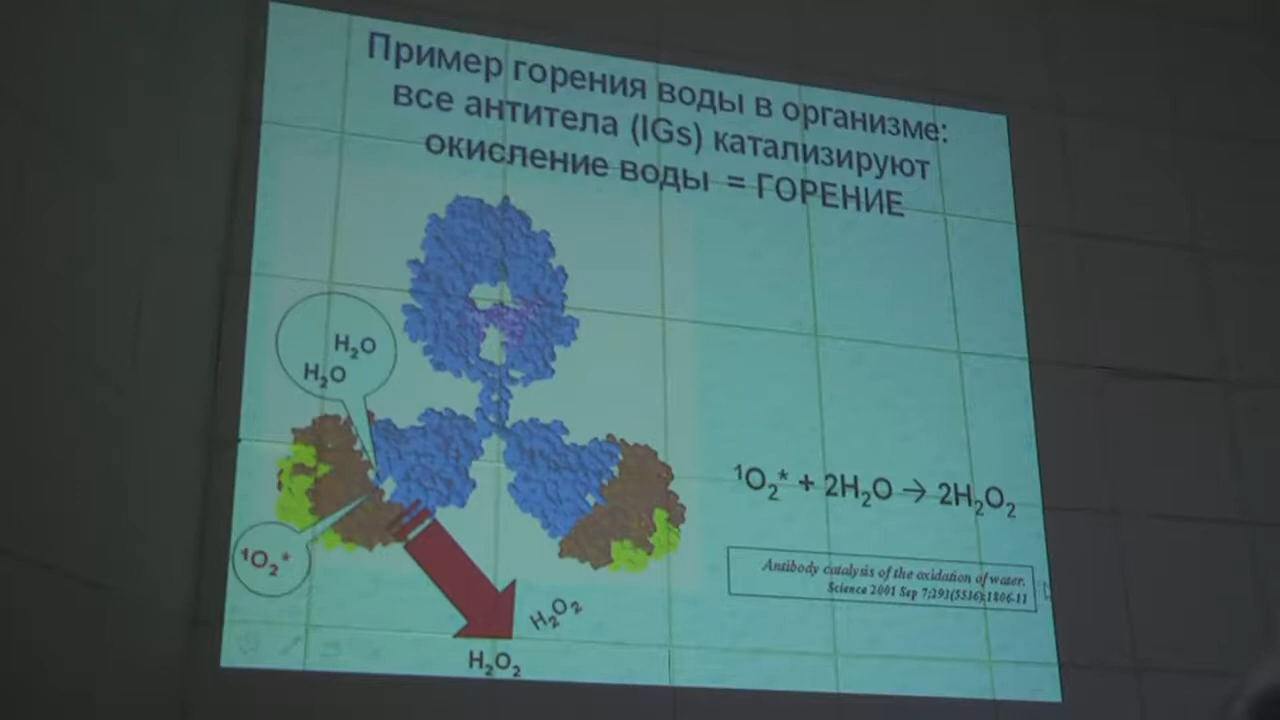 Пример горения воды в организме:
все антитела (IGs) катализируют
окисление воды = ГОРЕНИЕ
H₂O
H₂O
¹O₂*
H₂O₂
H₂O₂
¹O₂* + 2H₂O → 2H₂O₂
Antibody catalysis of the oxidation of water.
Science 2001 Sep 7;293(5536):1806-11